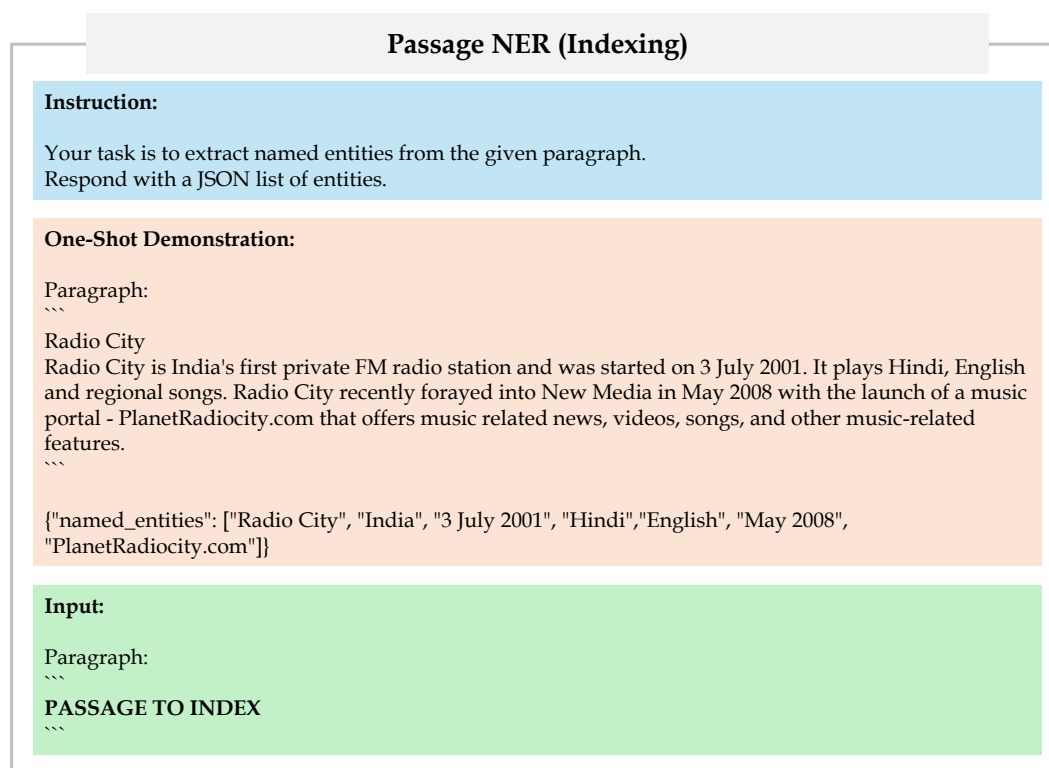 Passage NER (Indexing)
Instruction:
Your task is to extract named entities from the given paragraph.
Respond with a JSON list of entities.
One-Shot Demonstration:
Paragraph:
```
Radio City
Radio City is India's first private FM radio station and was started on 3 July 2001. It plays Hindi, English
and regional songs. Radio City recently forayed into New Media in May 2008 with the launch of a music
portal - PlanetRadiocity.com that offers music related news, videos, songs, and other music-related
features.
```
{"named_entities": ["Radio City", "India", "3 July 2001", "Hindi","English", "May 2008",
"PlanetRadiocity.com"]}
Input:
Paragraph:
```
PASSAGE TO INDEX
```